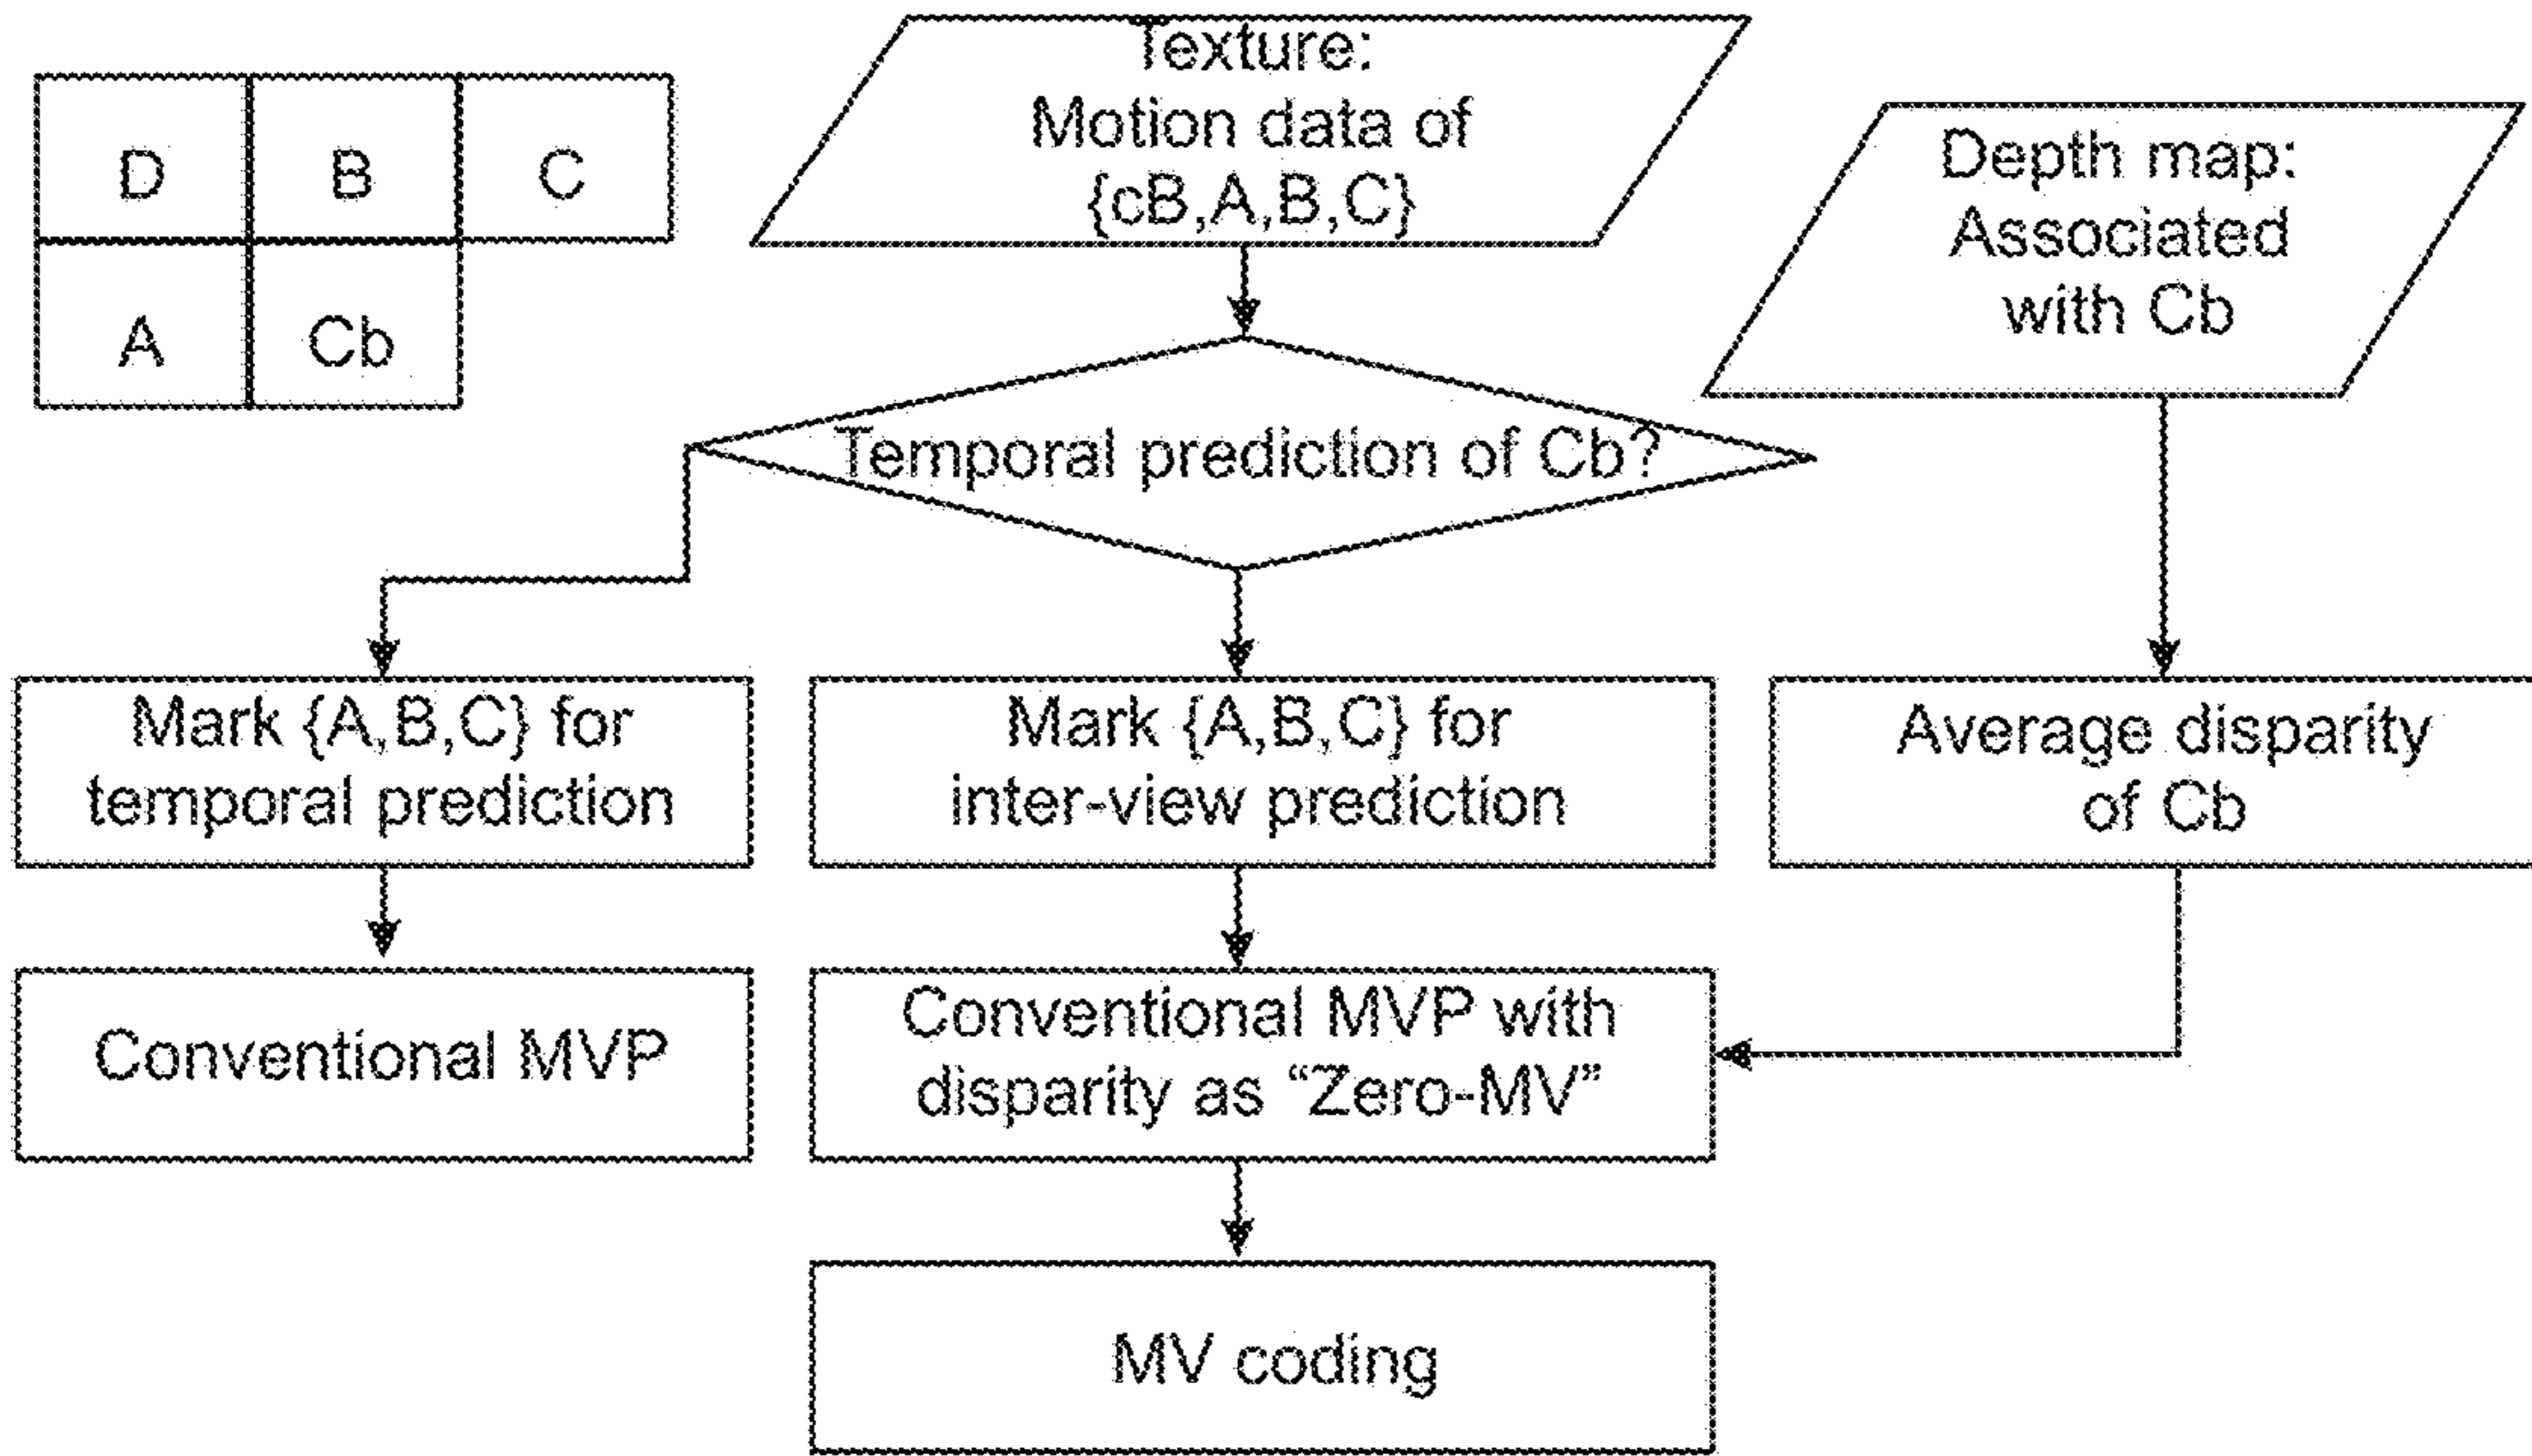 D B C
A Cb
Texture:
Motion data of
{cB,A,B,C}
Depth map:
Associated
with Cb
Temporal prediction of Cb?
Mark {A,B,C} for
temporal prediction
Mark {A,B,C} for
inter-view prediction
Average disparity
of Cb
Conventional MVP
Conventional MVP with
disparity as “Zero-MV”
MV coding